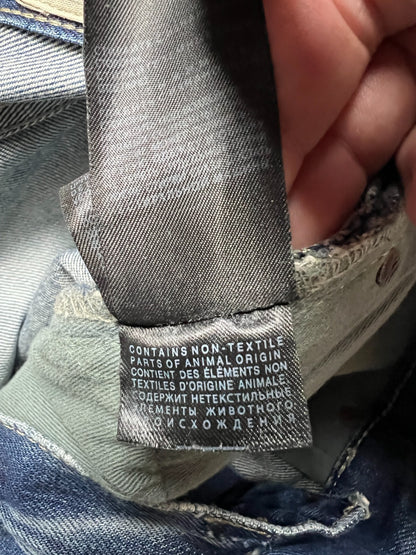 CONTAINS NON-TEXTILE
PARTS OF ANIMAL ORIGIN.
CONTIENT DES ÉLÉMENTS NON
TEXTILES D'ORIGINE ANIMALE.
СОДЕРЖИТ НЕТЕКСТИЛЬНЫЕ
ЭЛЕМЕНТЫ ЖИВОТНОГО
ПРОИСХОЖДЕНИЯ